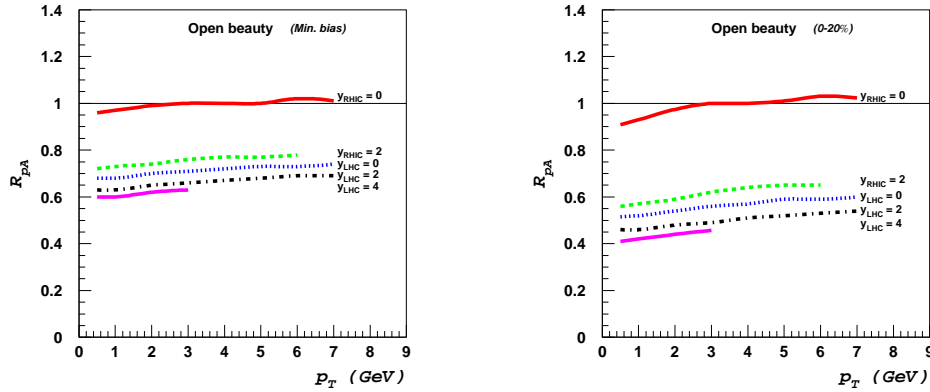 Open beauty (Min. bias)
1.4
1.2
1
0.8
0.6
0.4
0.2
0
R_pA
y_RHIC = 0
y_RHIC = 2
y_LHC = 0
y_LHC = 2
y_LHC = 4
0 1 2 3 4 5 6 7 8 9
p_T (GeV)
Open beauty (0-20%)
1.4
1.2
1
0.8
0.6
0.4
0.2
0
R_pA
y_RHIC = 0
y_RHIC = 2
y_LHC = 0
y_LHC = 2
y_LHC = 4
0 1 2 3 4 5 6 7 8 9
p_T (GeV)